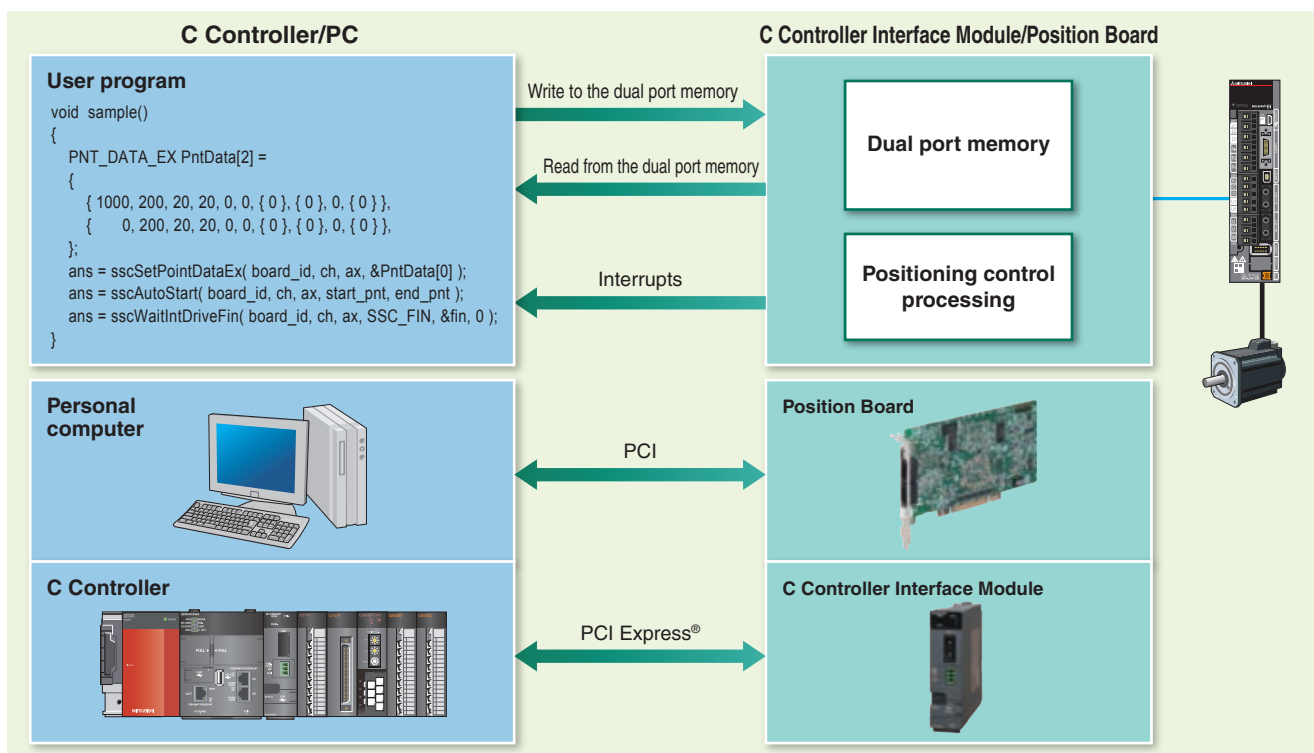 C Controller/PC
C Controller Interface Module/Position Board
User program
void sample()
{
PNT_DATA_EX PntData[2] =
{
{ 1000, 200, 20, 20, 0, 0, { 0 }, { 0 }, 0, { 0 } },
{ 0, 200, 20, 20, 0, 0, { 0 }, { 0 }, 0, { 0 } },
};
ans = sscSetPointDataEx( board_id, ch, ax, &PntData[0] );
ans = sscAutoStart( board_id, ch, ax, start_pnt, end_pnt );
ans = sscWaitIntDriveFin( board_id, ch, ax, SSC_FIN, &fin, 0 );
}
Write to the dual port memory
Read from the dual port memory
Interrupts
Dual port memory
Positioning control
processing
Personal
computer
PCI
Position Board
C Controller
PULL
PULL
MITSUBISHI
PCI Express®
C Controller Interface Module